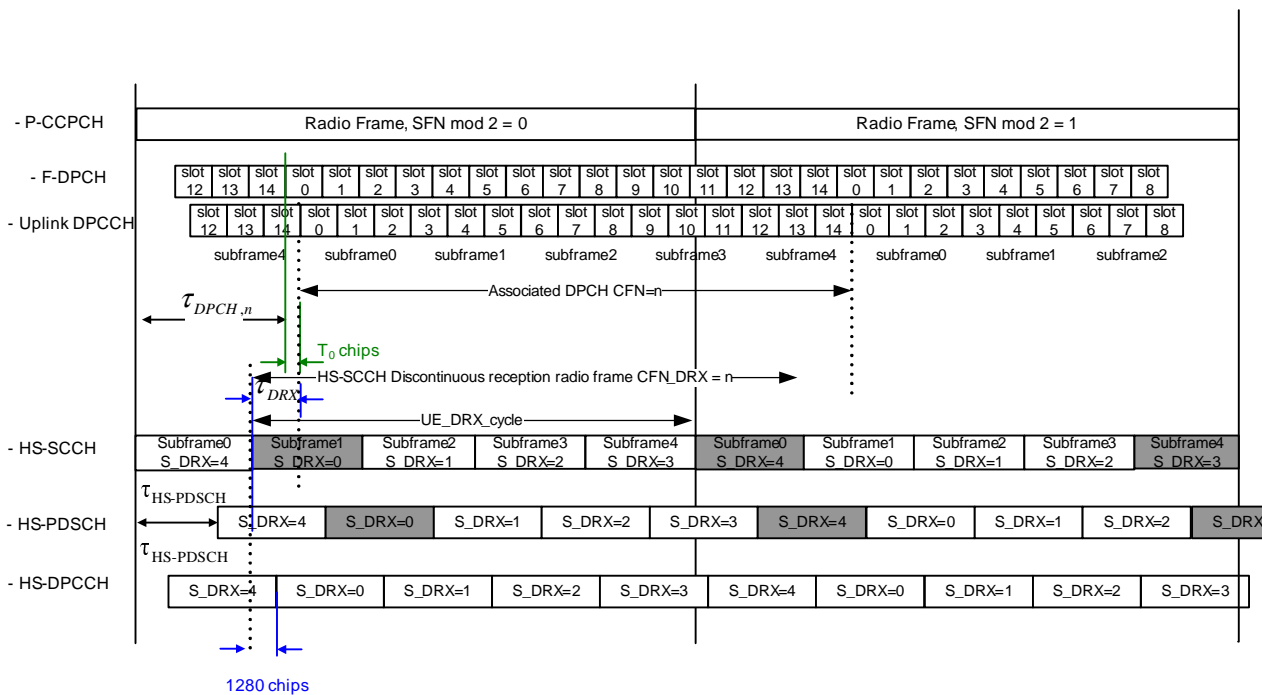 - P-CCPCH
Radio Frame, SFN mod 2 = 0
Radio Frame, SFN mod 2 = 1
- F-DPCH
slot 12 slot 13 slot 14 slot 0 slot 1 slot 2 slot 3 slot 4 slot 5 slot 6 slot 7 slot 8 slot 9 slot 10 slot 11 slot 12 slot 13 slot 14 slot 0 slot 1 slot 2 slot 3 slot 4 slot 5 slot 6 slot 7 slot 8
- Uplink DPCCH
slot 12 slot 13 slot 14 slot 0 slot 1 slot 2 slot 3 slot 4 slot 5 slot 6 slot 7 slot 8 slot 9 slot 10 slot 11 slot 12 slot 13 slot 14 slot 0 slot 1 slot 2 slot 3 slot 4 slot 5 slot 6 slot 7 slot 8
subframe4 subframe0 subframe1 subframe2 subframe3 subframe4 subframe0 subframe1 subframe2
Associated DPCH CFN=n
τDPCH,n
T0 chips
HS-SCCH Discontinuous reception radio frame CFN_DRX = n
τDRX
UE_DRX_cycle
- HS-SCCH
Subframe0 Subframe1 Subframe2 Subframe3 Subframe4 Subframe0 Subframe1 Subframe2 Subframe3 Subframe4
S_DRX=4 S_DRX=0 S_DRX=1 S_DRX=2 S_DRX=3 S_DRX=4 S_DRX=0 S_DRX=1 S_DRX=2 S_DRX=3
τHS-PDSCH
- HS-PDSCH
S_DRX=4 S_DRX=0 S_DRX=1 S_DRX=2 S_DRX=3 S_DRX=4 S_DRX=0 S_DRX=1 S_DRX=2 S_DRX
τHS-PDSCH
- HS-DPCCH
S_DRX=4 S_DRX=0 S_DRX=1 S_DRX=2 S_DRX=3 S_DRX=4 S_DRX=0 S_DRX=1 S_DRX=2 S_DRX=3
1280 chips